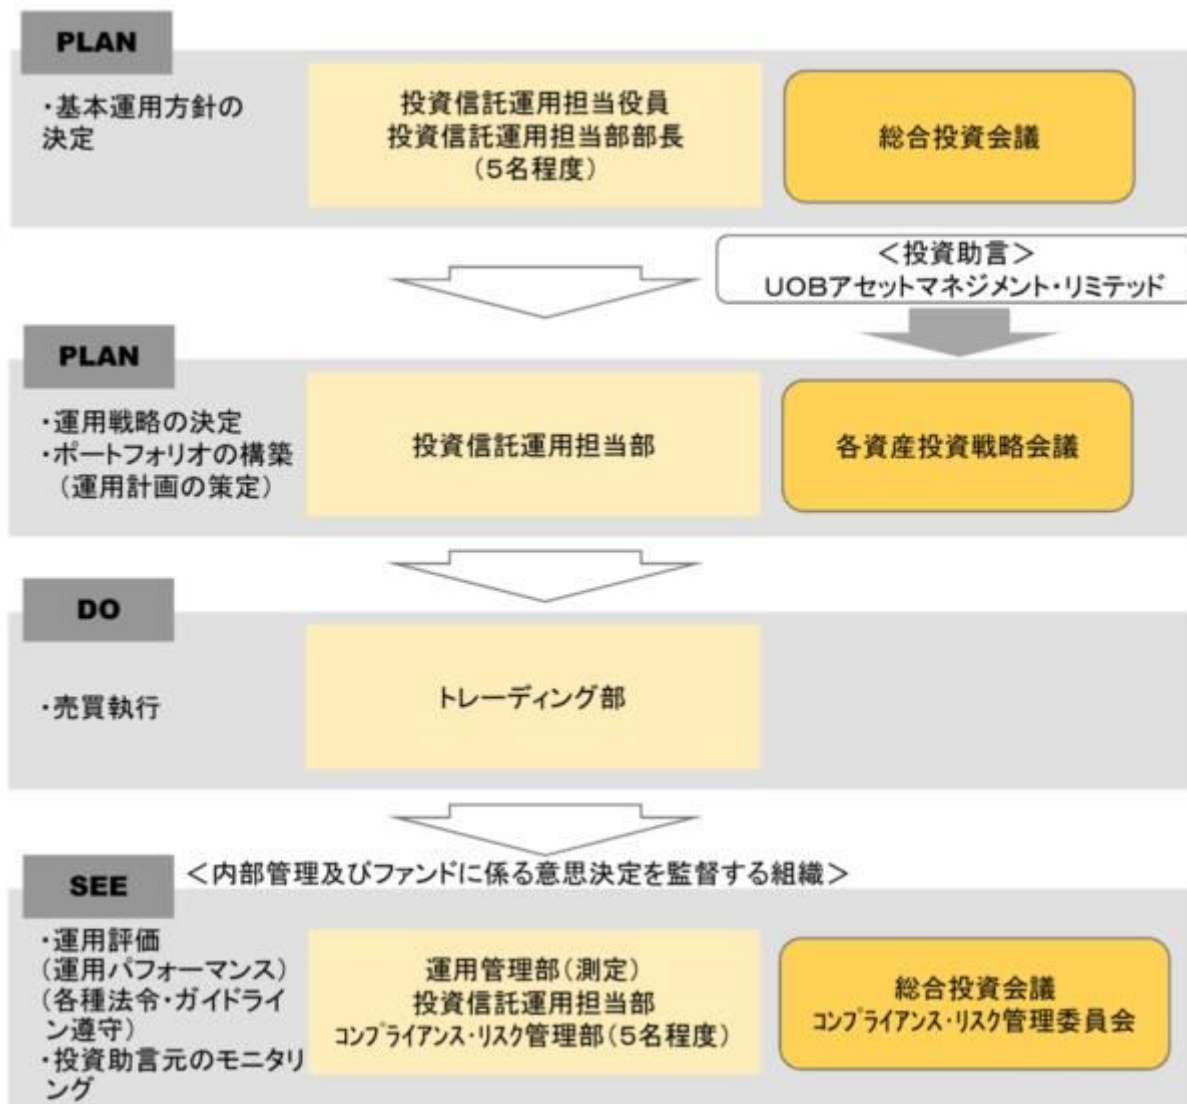 PLAN
・基本運用方針の
決定
投資信託運用担当役員
投資信託運用担当部部長
(5名程度)
総合投資会議
＜投資助言＞
UOBアセットマネジメント・リミテッド
PLAN
・運用戦略の決定
・ポートフォリオの構築
(運用計画の策定)
投資信託運用担当部
各資産投資戦略会議
DO
・売買執行
トレーディング部
SEE
＜内部管理及びファンドに係る意思決定を監督する組織＞
・運用評価
(運用パフォーマンス)
(各種法令・ガイドライ
ン遵守)
・投資助言元のモニタリ
ング
運用管理部(測定)
投資信託運用担当部
ｺﾝﾌﾟﾗｲｱﾝｽ・ﾘｽｸ管理部(5名程度)
総合投資会議
ｺﾝﾌﾟﾗｲｱﾝｽ・ﾘｽｸ管理委員会